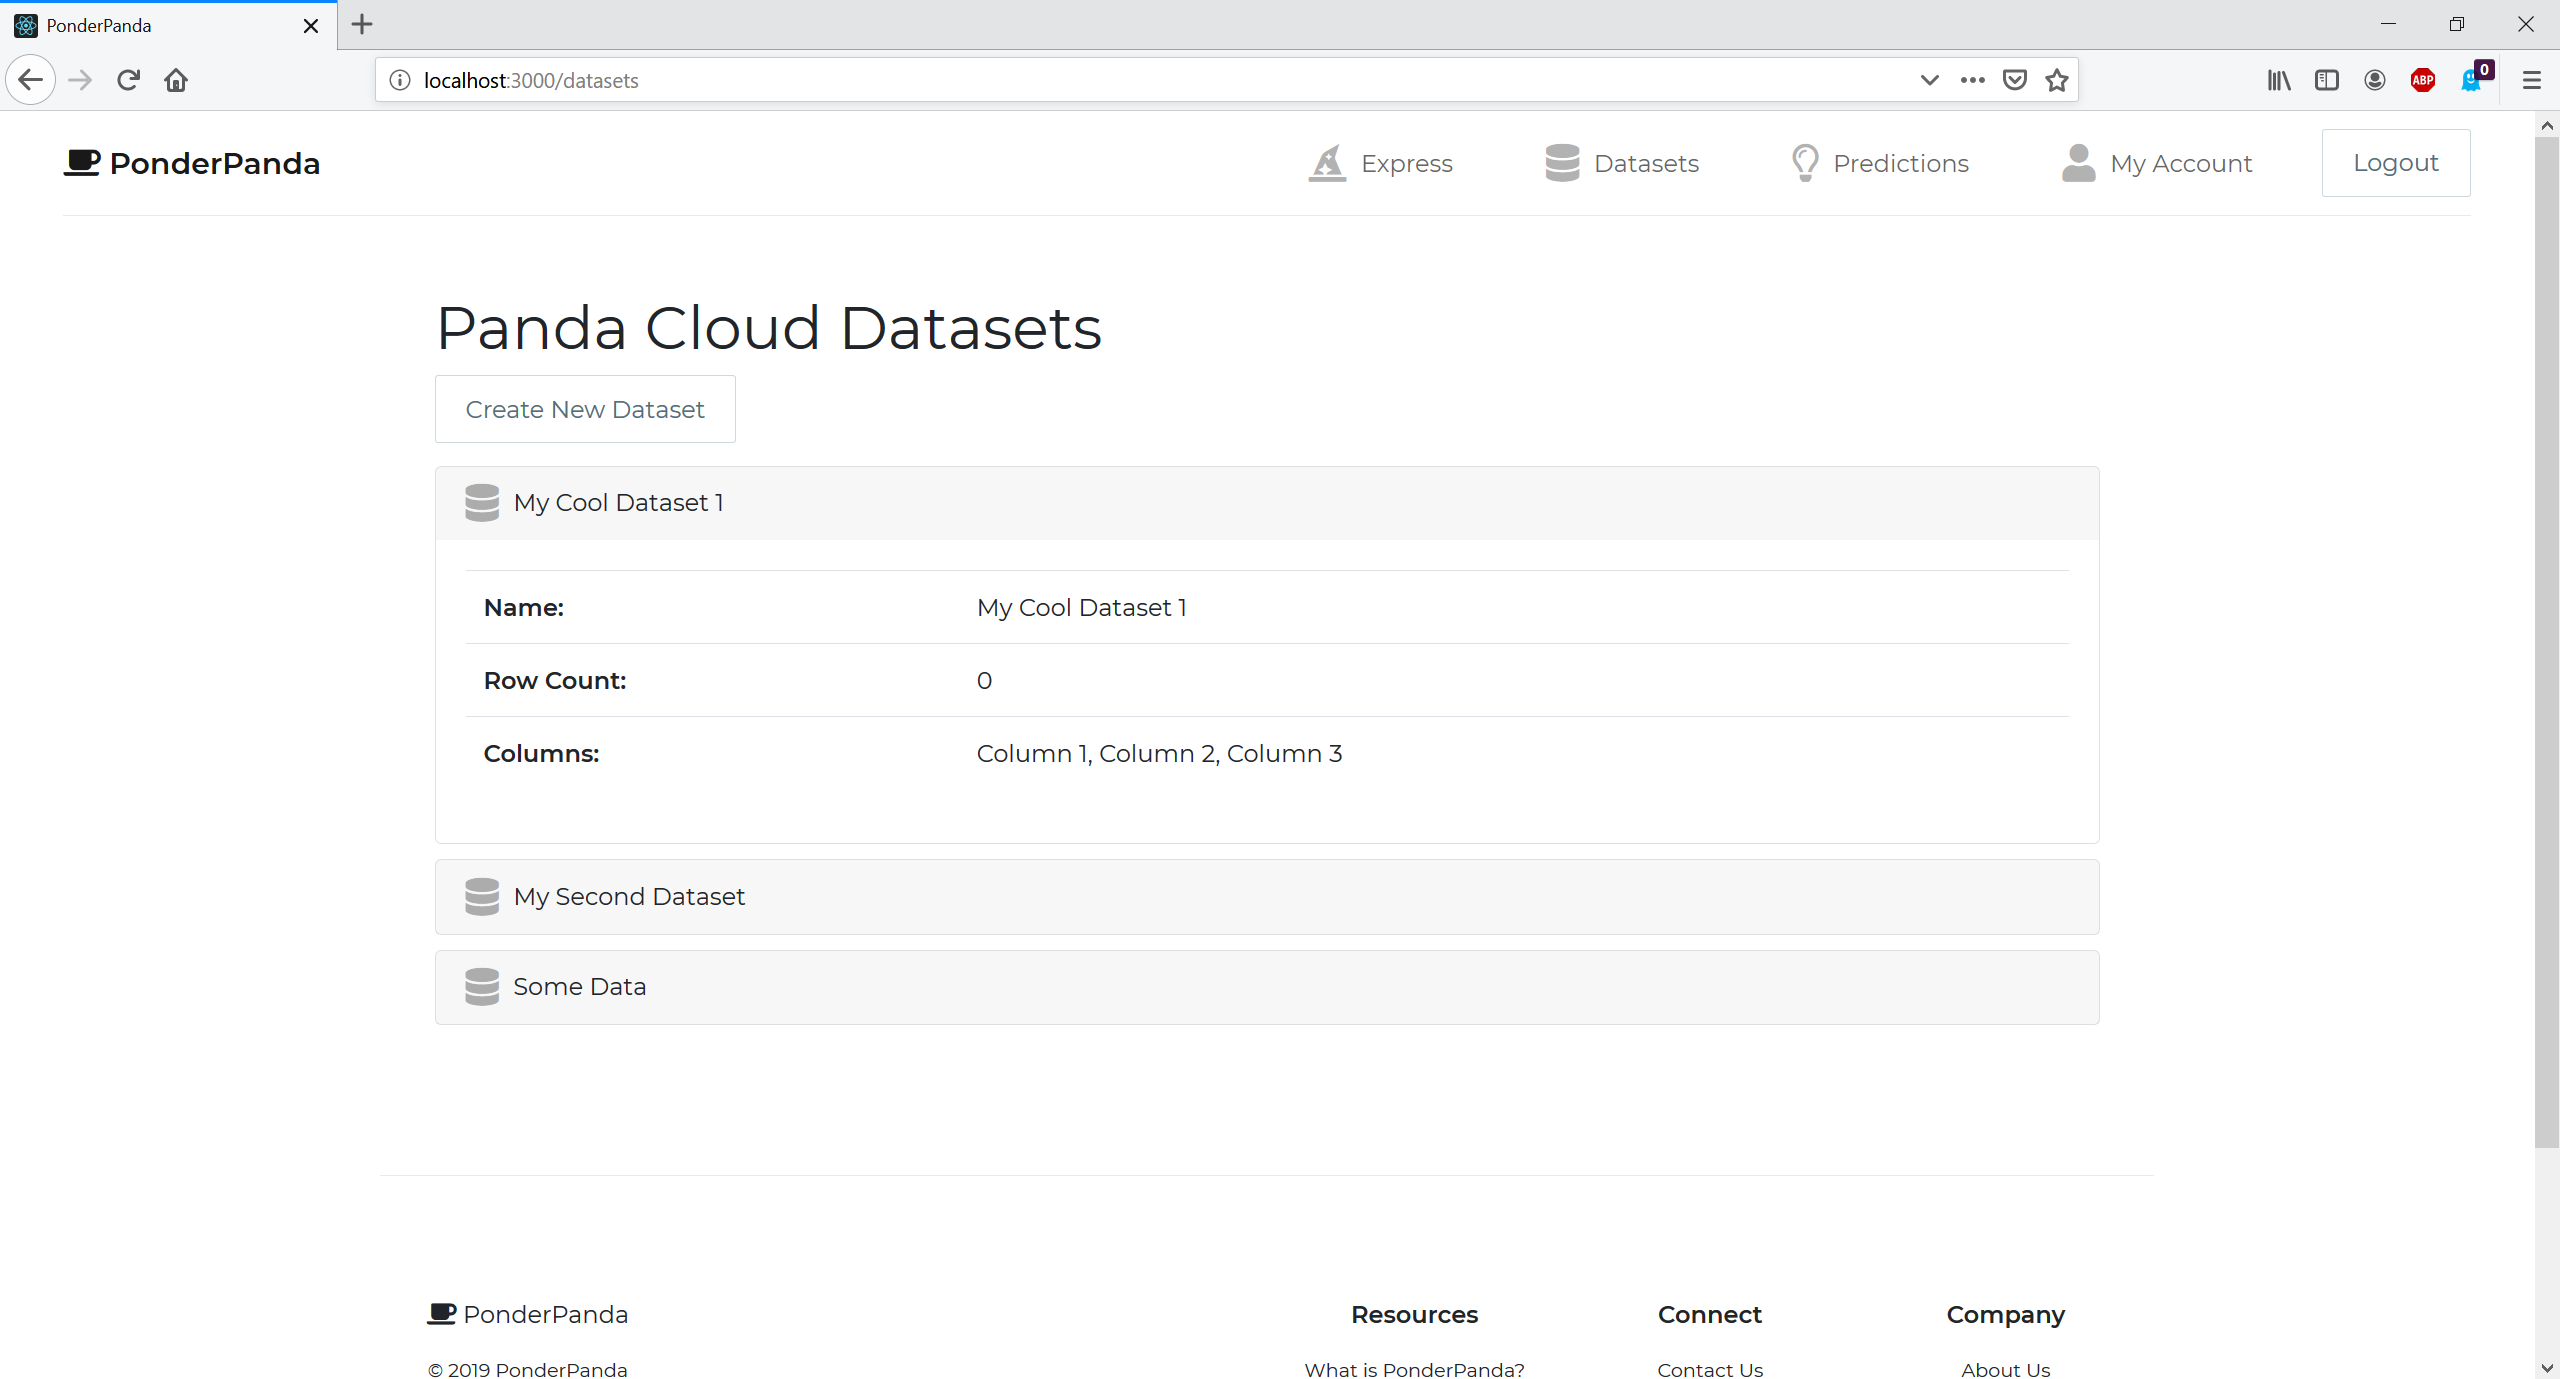 PonderPanda
localhost:3000/datasets
ABP
0
PonderPanda
Express
Datasets
Predictions
My Account
Logout
Panda Cloud Datasets
Create New Dataset
My Cool Dataset 1
Name: My Cool Dataset 1
Row Count: 0
Columns: Column 1, Column 2, Column 3
My Second Dataset
Some Data
PonderPanda
Resources
Connect
Company
© 2019 PonderPanda
What is PonderPanda?
Contact Us
About Us